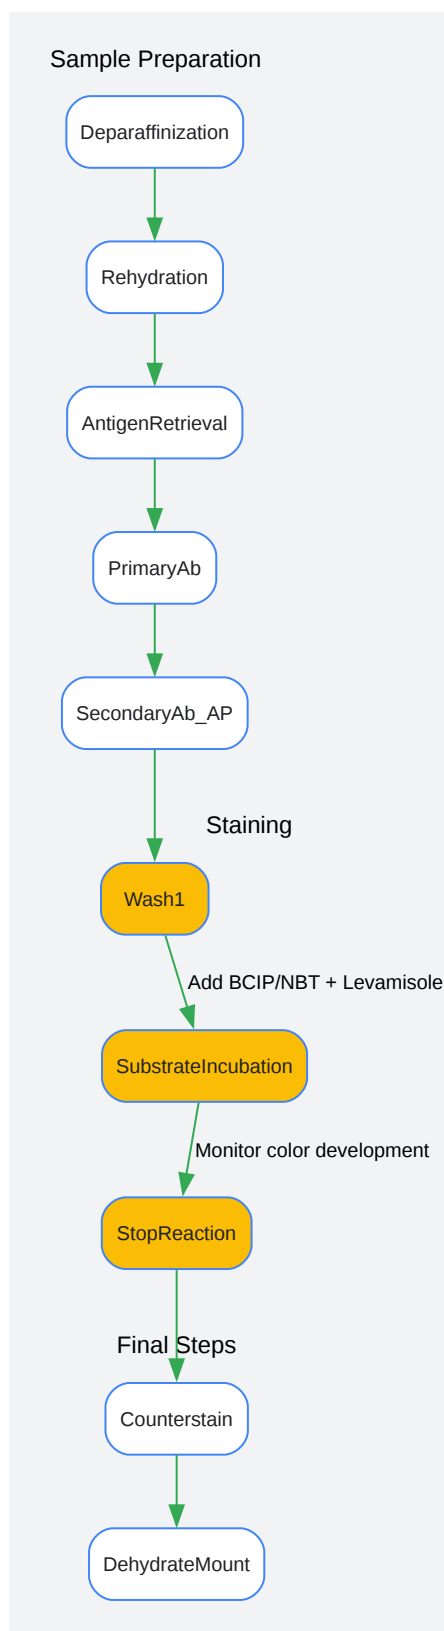 Sample Preparation
Deparaffinization
Rehydration
AntigenRetrieval
PrimaryAb
SecondaryAb_AP
Staining
Wash1
Add BCIP/NBT + Levamisole
SubstrateIncubation
Monitor color development
StopReaction
Final Steps
Counterstain
DehydrateMount